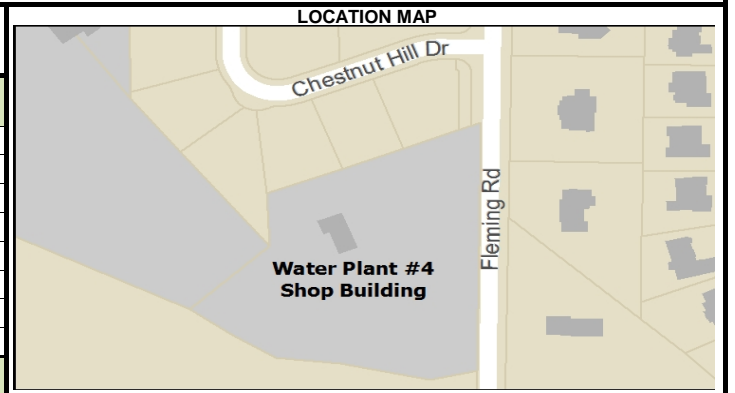 LOCATION MAP
Chestnut Hill Dr
Fleming Rd
Water Plant #4
Shop Building